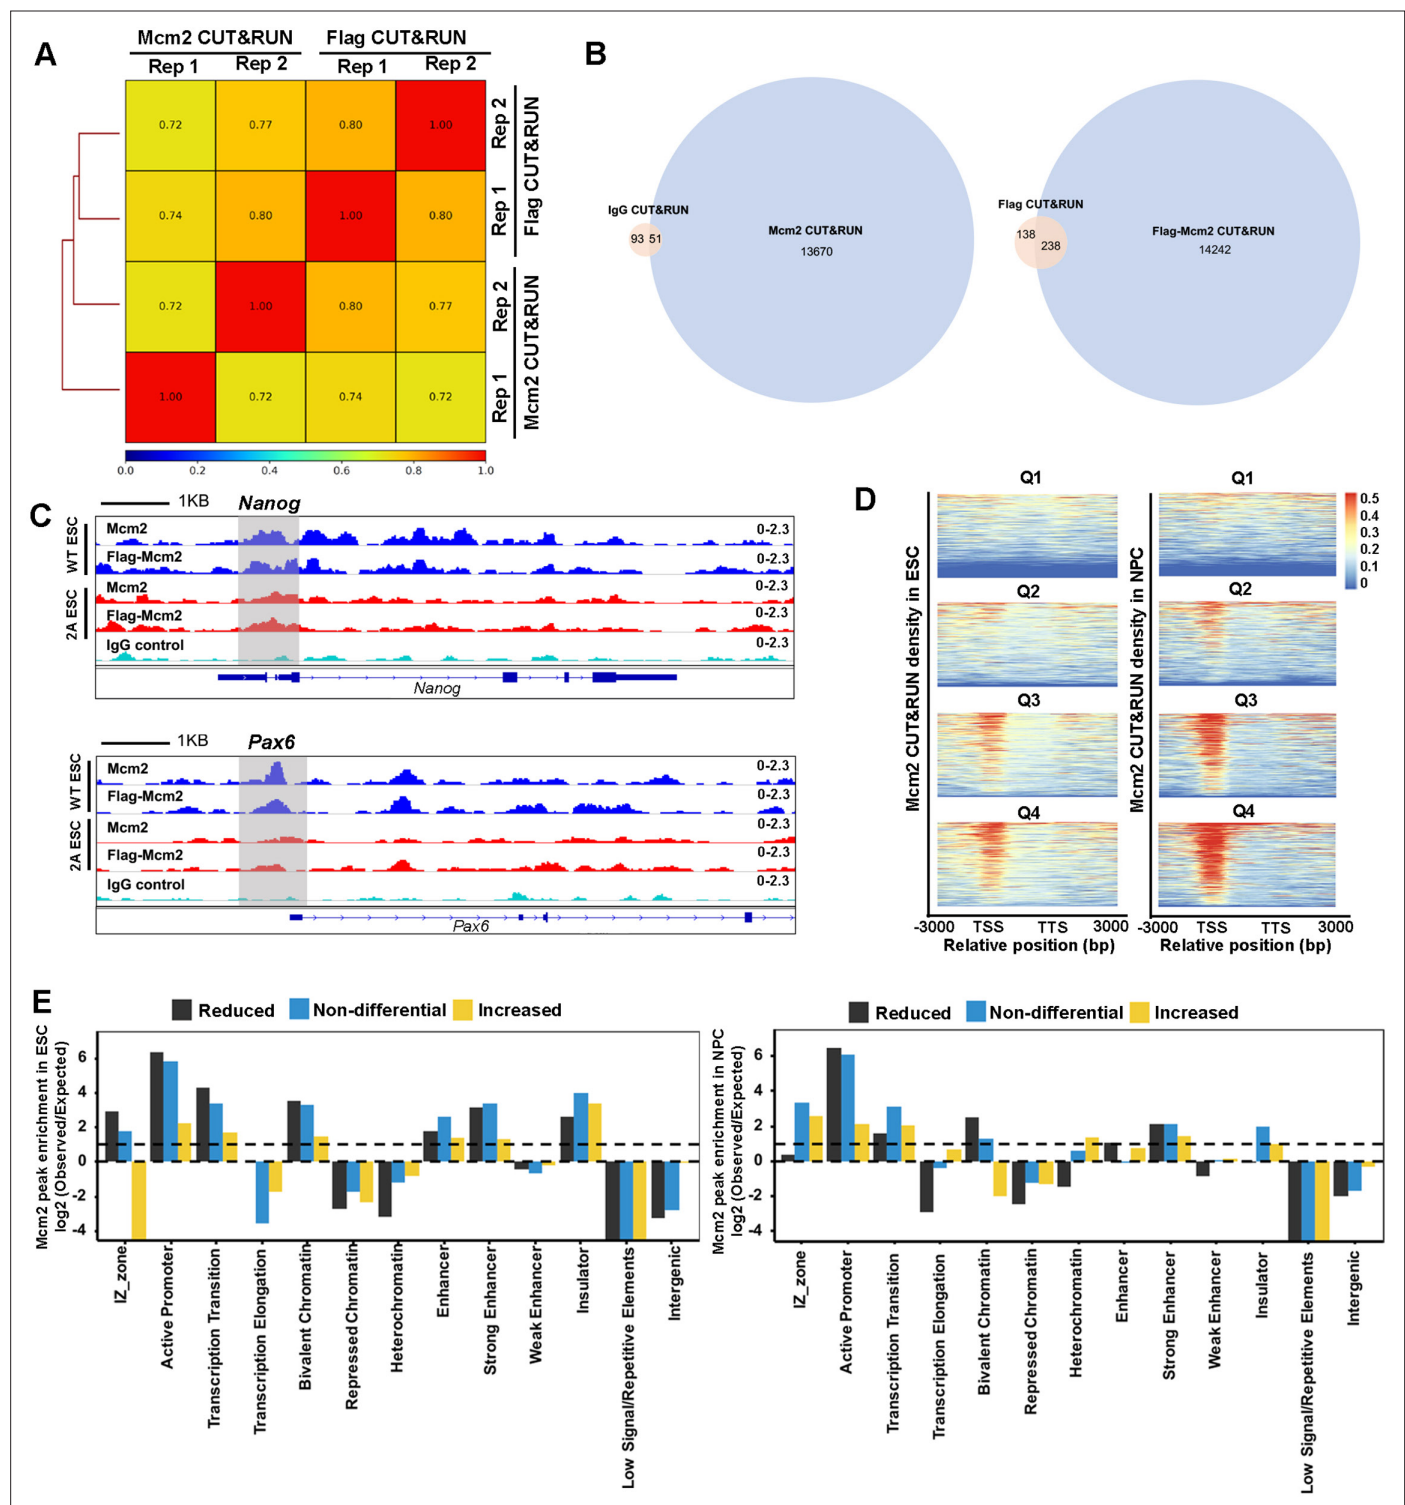 A
Mcm2 CUT&RUN
Flag CUT&RUN
Rep 1
Rep 2
Rep 1
Rep 2
0.72
0.77
0.80
1.00
0.74
0.80
1.00
0.80
0.72
1.00
0.80
0.77
1.00
0.72
0.74
0.72
Rep 2
Rep 1
Flag CUT&RUN
Rep 2
Rep 1
Mcm2 CUT&RUN
0.0
0.2
0.4
0.6
0.8
1.0
B
IgG CUT&RUN
93
51
Mcm2 CUT&RUN
13670
Flag CUT&RUN
138
238
Flag-Mcm2 CUT&RUN
14242
C
1KB
Nanog
WT ESC
2A ESC
Mcm2
0-2.3
Flag-Mcm2
0-2.3
Mcm2
0-2.3
Flag-Mcm2
0-2.3
IgG control
0-2.3
Nanog
1KB
Pax6
WT ESC
2A ESC
Mcm2
0-2.3
Flag-Mcm2
0-2.3
Mcm2
0-2.3
Flag-Mcm2
0-2.3
IgG control
0-2.3
Pax6
D
Mcm2 CUT&RUN density in ESC
Q1
Q2
Q3
Q4
-3000
TSS
TTS
3000
Relative position (bp)
Mcm2 CUT&RUN density in NPC
Q1
Q2
Q3
Q4
-3000
TSS
TTS
3000
Relative position (bp)
0.5
0.4
0.3
0.2
0.1
0
E
Reduced
Non-differential
Increased
Mcm2 peak enrichment in ESC
log2 (Observed/Expected)
6
4
2
0
-2
-4
IZ_zone
Active Promoter
Transcription Transition
Transcription Elongation
Bivalent Chromatin
Repressed Chromatin
Heterochromatin
Enhancer
Strong Enhancer
Weak Enhancer
Insulator
Low Signal/Repetitive Elements
Intergenic
Reduced
Non-differential
Increased
Mcm2 peak enrichment in NPC
log2 (Observed/Expected)
6
4
2
0
-2
-4
IZ_zone
Active Promoter
Transcription Transition
Transcription Elongation
Bivalent Chromatin
Repressed Chromatin
Heterochromatin
Enhancer
Strong Enhancer
Weak Enhancer
Insulator
Low Signal/Repetitive Elements
Intergenic